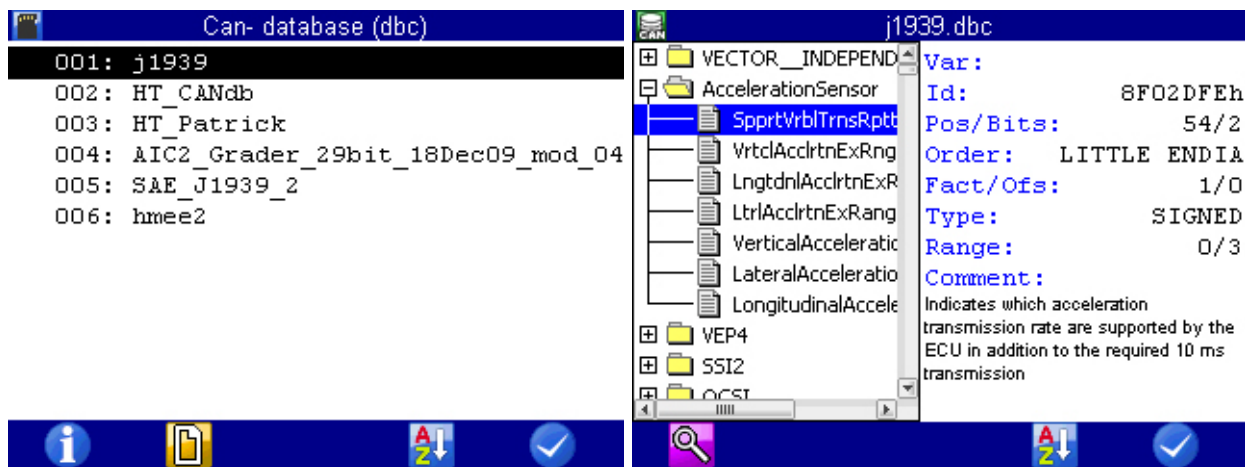 Can- database (dbc)
001: j1939
002: HT_CANdb
003: HT_Patrick
004: AIC2_Grader_29bit_18Dec09_mod_04
005: SAE_J1939_2
006: hmee2
A
Z
CAN
j1939.dbc
VECTOR__INDEPEND
AccelerationSensor
SpprtVrblTrnsRptt
VrtclAcclrtnExRng
LngtdnlAcclrtnExR
LtrlAcclrtnExRang
VerticalAcceleratic
LateralAcceleratio
LongitudinalAccele
VEP4
SSI2
OCSI
Var:
Id: 8F02DFEh
Pos/Bits: 54/2
Order: LITTLE ENDIA
Fact/Ofs: 1/0
Type: SIGNED
Range: 0/3
Comment:
Indicates which acceleration
transmission rate are supported by the
ECU in addition to the required 10 ms
transmission
A
Z